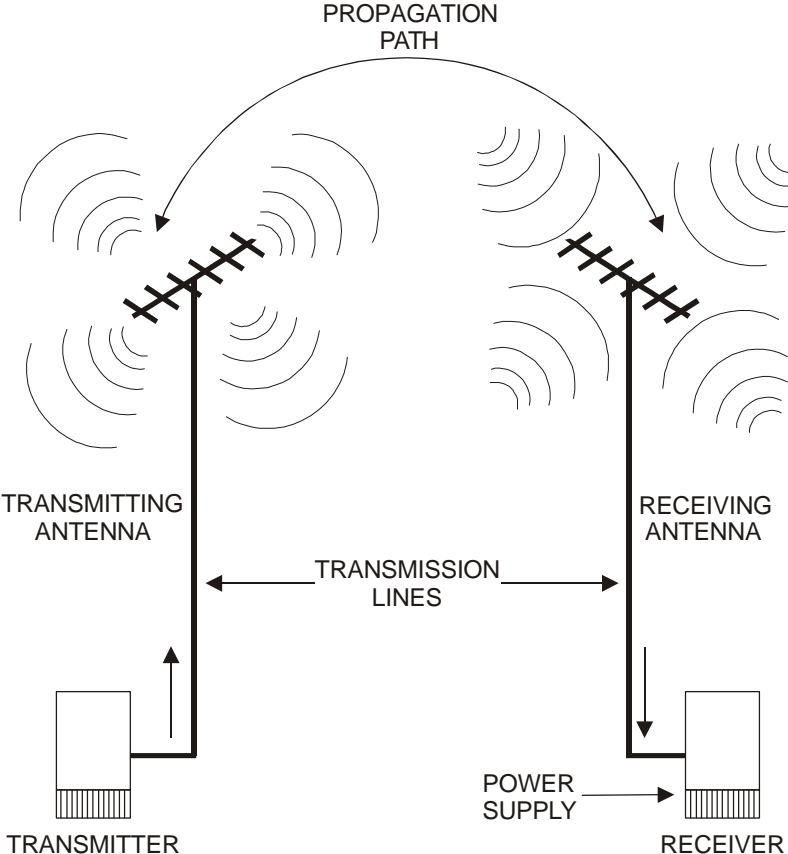 PROPAGATION
PATH
TRANSMITTING
ANTENNA
RECEIVING
ANTENNA
TRANSMISSION
LINES
POWER
SUPPLY
TRANSMITTER
RECEIVER